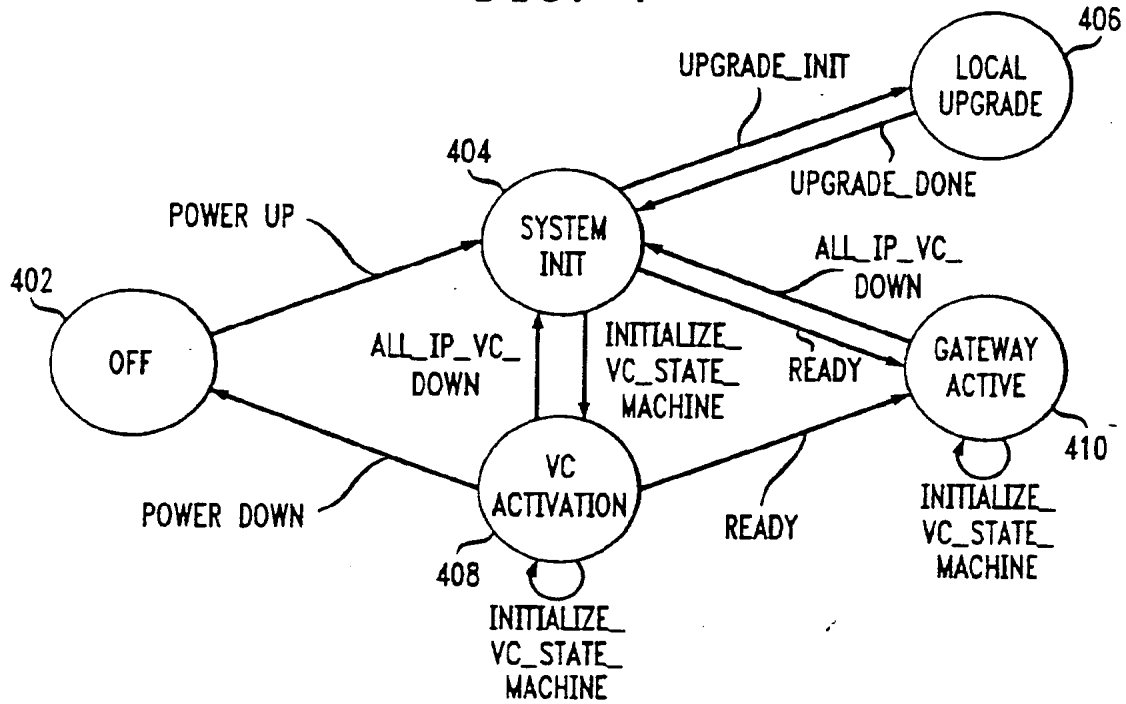 406
UPGRADE_INIT
LOCAL
UPGRADE
404
UPGRADE_DONE
POWER UP
SYSTEM
INIT
ALL_IP_VC_
DOWN
402
OFF
ALL_IP_VC_
DOWN
INITIALIZE_
VC_STATE_
MACHINE
READY
GATEWAY
ACTIVE
410
VC
ACTIVATION
POWER DOWN
READY
INITIALIZE_
VC_STATE_
MACHINE
408
INITIALIZE_
VC_STATE_
MACHINE